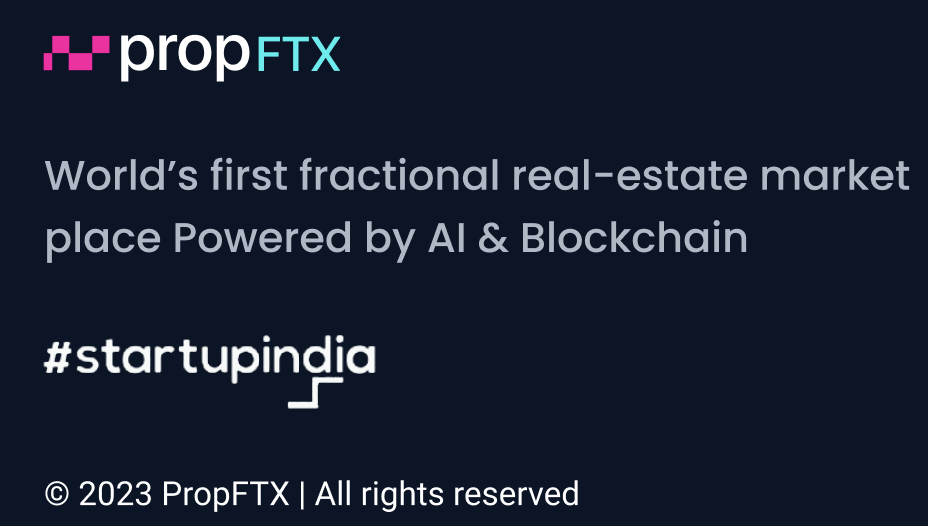 propFTX
World’s first fractional real-estate market
place Powered by AI & Blockchain
#startupindia
© 2023 PropFTX | All rights reserved